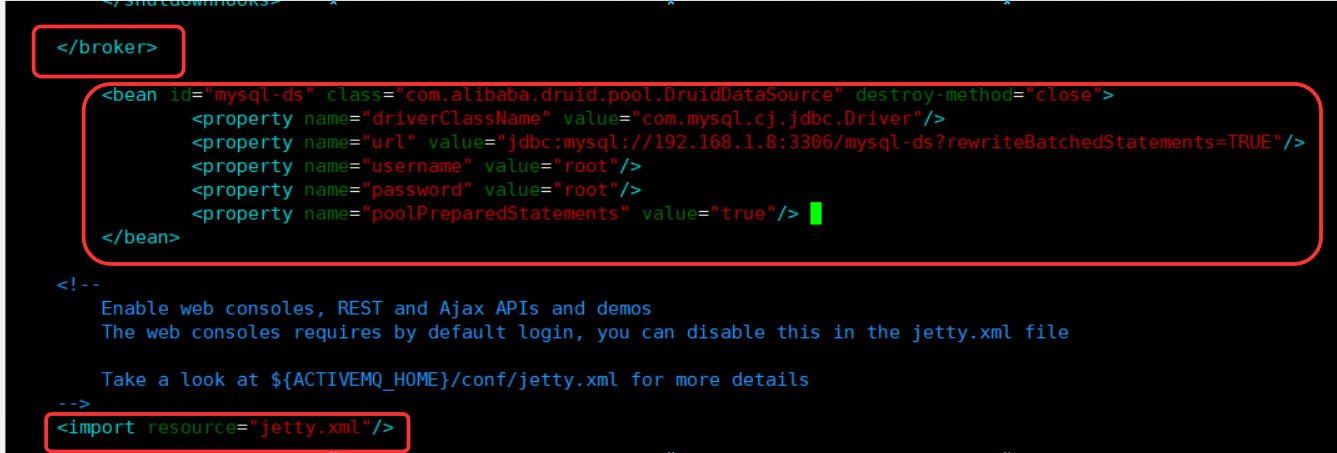 </shutdownhooks>
</broker>
<bean id="mysql-ds" class="com.alibaba.druid.pool.DruidDataSource" destroy-method="close">
<property name="driverClassName" value="com.mysql.cj.jdbc.Driver"/>
<property name="url" value="jdbc:mysql://192.168.1.8:3306/mysql-ds?rewriteBatchedStatements=TRUE"/>
<property name="username" value="root"/>
<property name="password" value="root"/>
<property name="poolPreparedStatements" value="true"/>
</bean>
<!--
Enable web consoles, REST and Ajax APIs and demos
The web consoles requires by default login, you can disable this in the jetty.xml file
Take a look at ${ACTIVEMQ_HOME}/conf/jetty.xml for more details
-->
<import resource="jetty.xml"/>